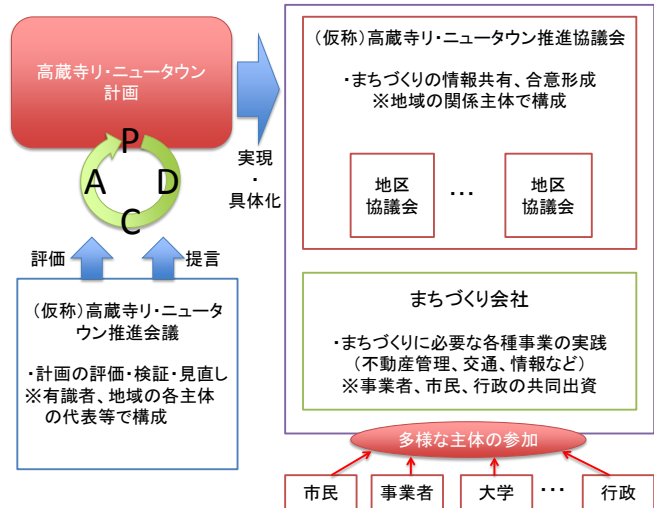 高蔵寺リ・ニュータウン
計画
P
A
D
C
実現
・
具体化
評価
提言
(仮称)高蔵寺リ・ニュータ
ウン推進会議
・計画の評価・検証・見直し
※有識者、地域の各主体
の代表等で構成
(仮称)高蔵寺リ・ニュータウン推進協議会
・まちづくりの情報共有、合意形成
※地域の関係主体で構成
地区
協議会
・・・
地区
協議会
まちづくり会社
・まちづくりに必要な各種事業の実践
(不動産管理、交通、情報など)
※事業者、市民、行政の共同出資
多様な主体の参加
市民
事業者
大学
・・・
行政